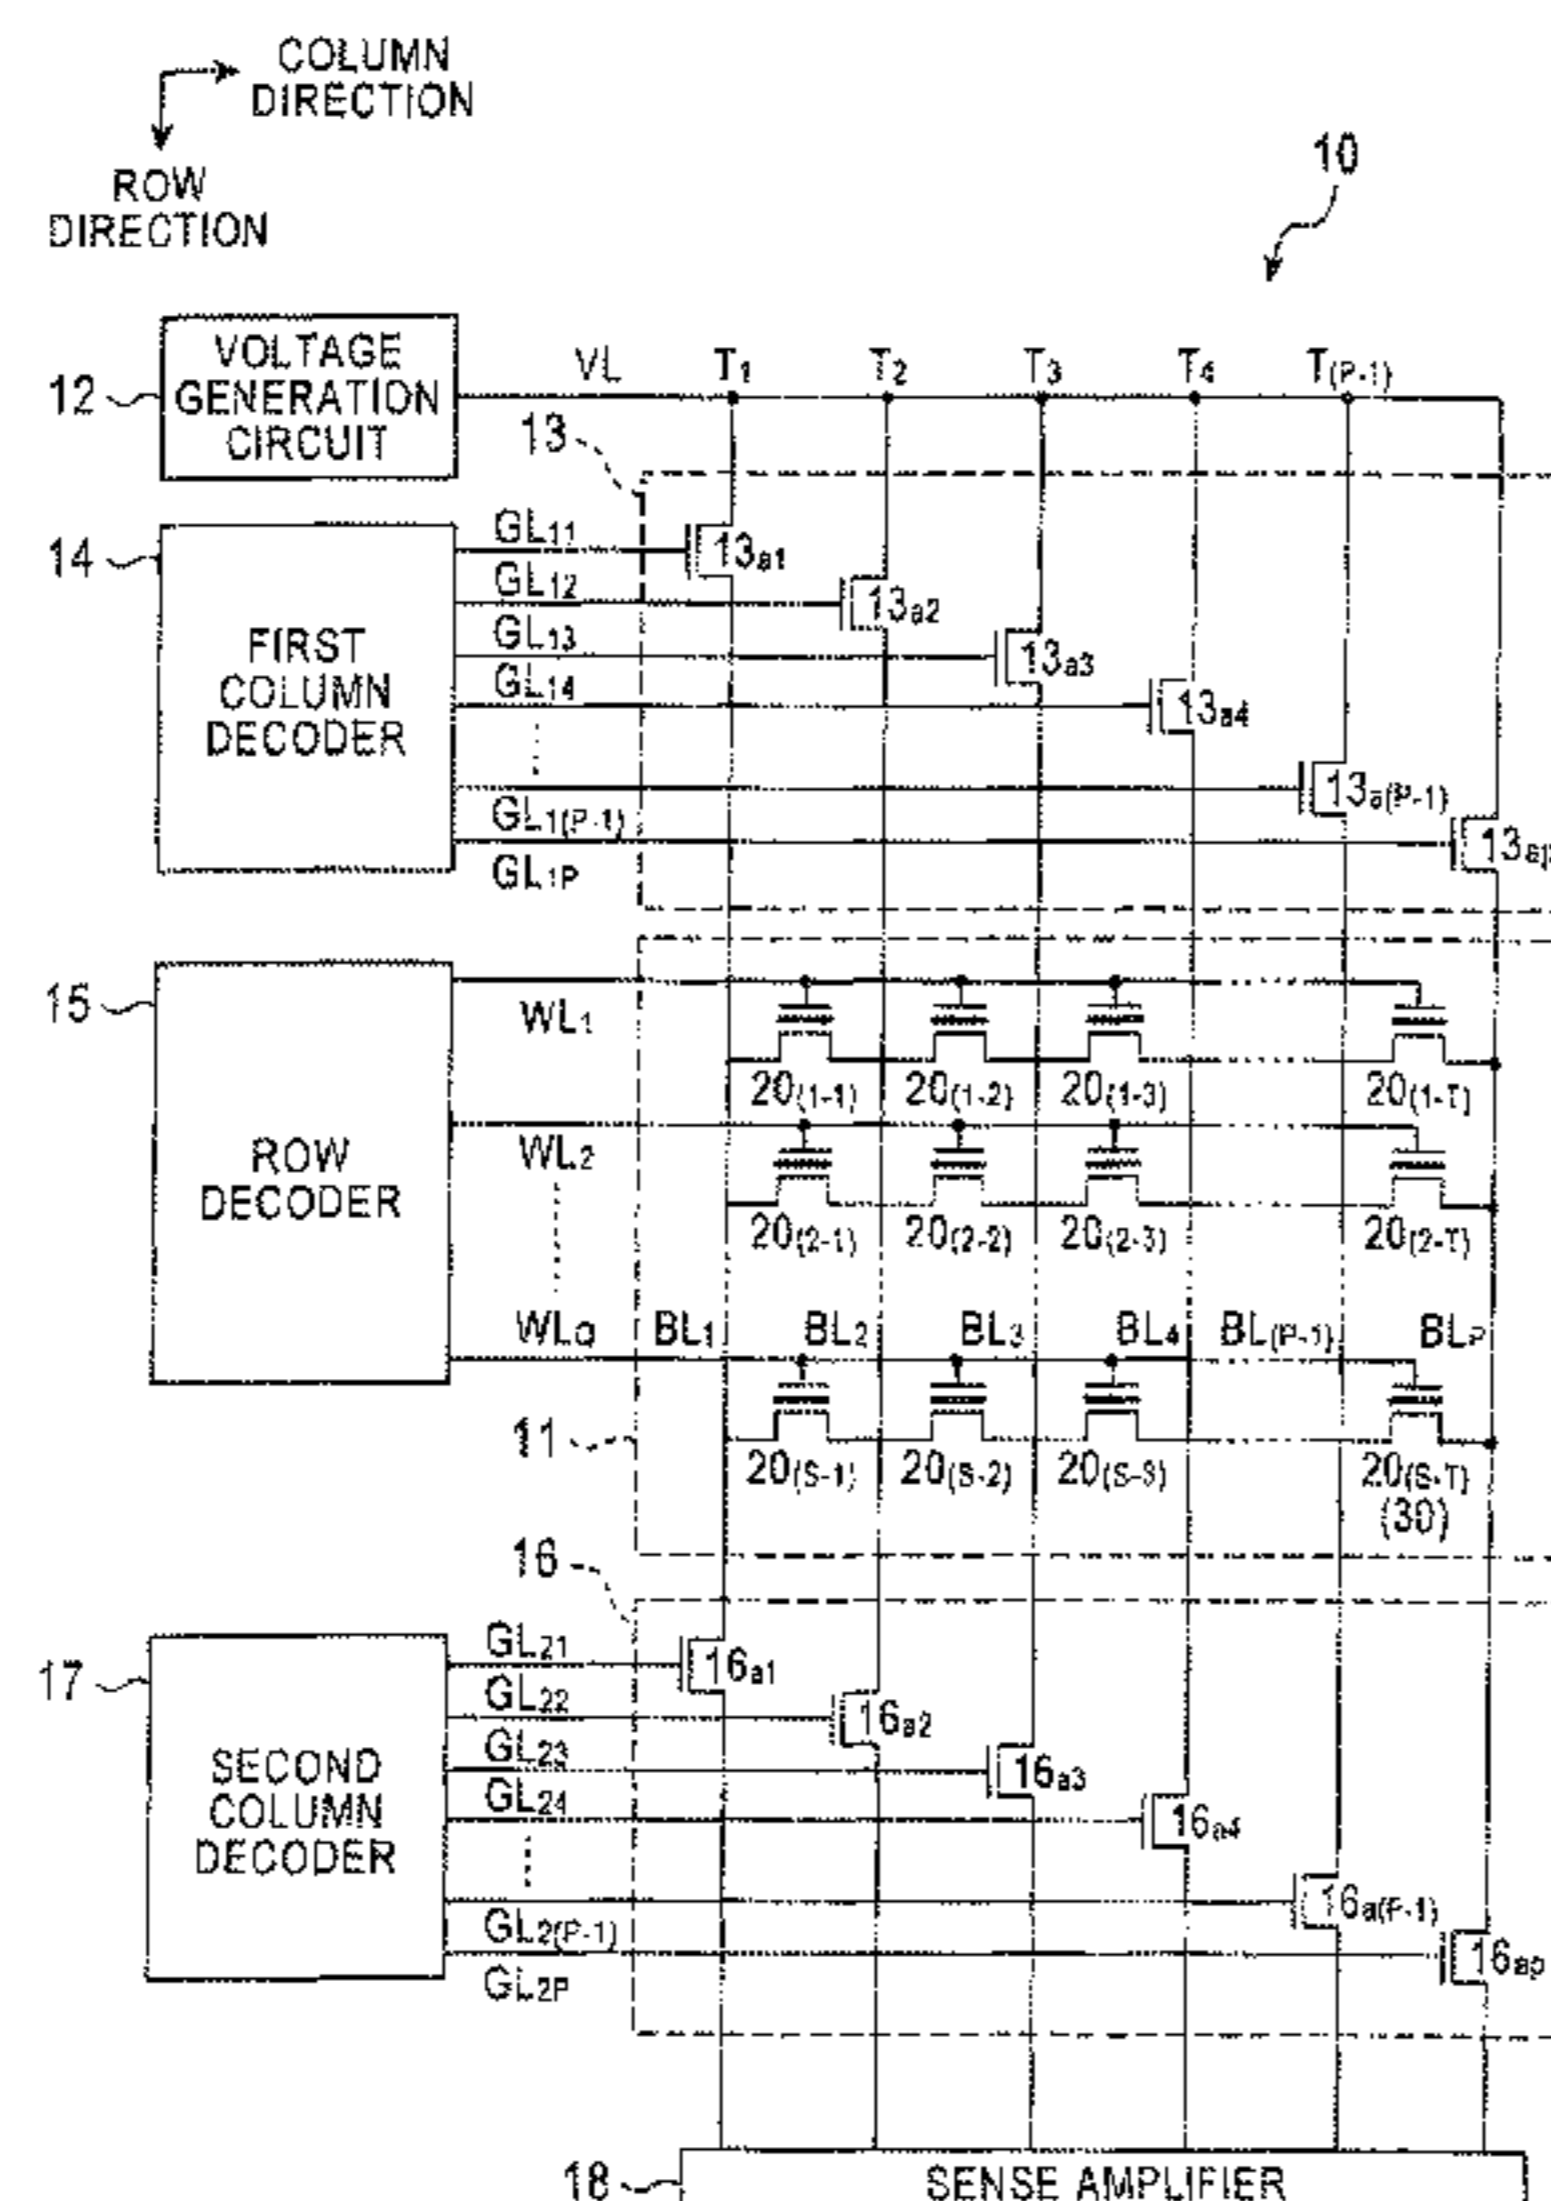 COLUMN
DIRECTION
ROW
DIRECTION
10
VOLTAGE
GENERATION
CIRCUIT
12
VL
T1
T2
T3
T4
T(P-1)
13
14
FIRST
COLUMN
DECODER
GL11
GL12
GL13
GL14
GL1(P-1)
GL1P
13a1
13a2
13a3
13a4
13a(P-1)
15
ROW
DECODER
WL1
20(1-1) 20(1-2) 20(1-3) 20(1-T)
WL2
20(2-1) 20(2-2) 20(2-3) 20(2-T)
WLQ BL1 BL2 BL3 BL4 BL(P-1) BLP
11
20(S-1) 20(S-2) 20(S-3) 20(S-T)
(30)
16
17
SECOND
COLUMN
DECODER
GL21
GL22
GL23
GL24
GL2(P-1)
GL2P
16a1
16a2
16a3
16a4
16a(P-1)
16ap
18
SENSE AMPLIFIER